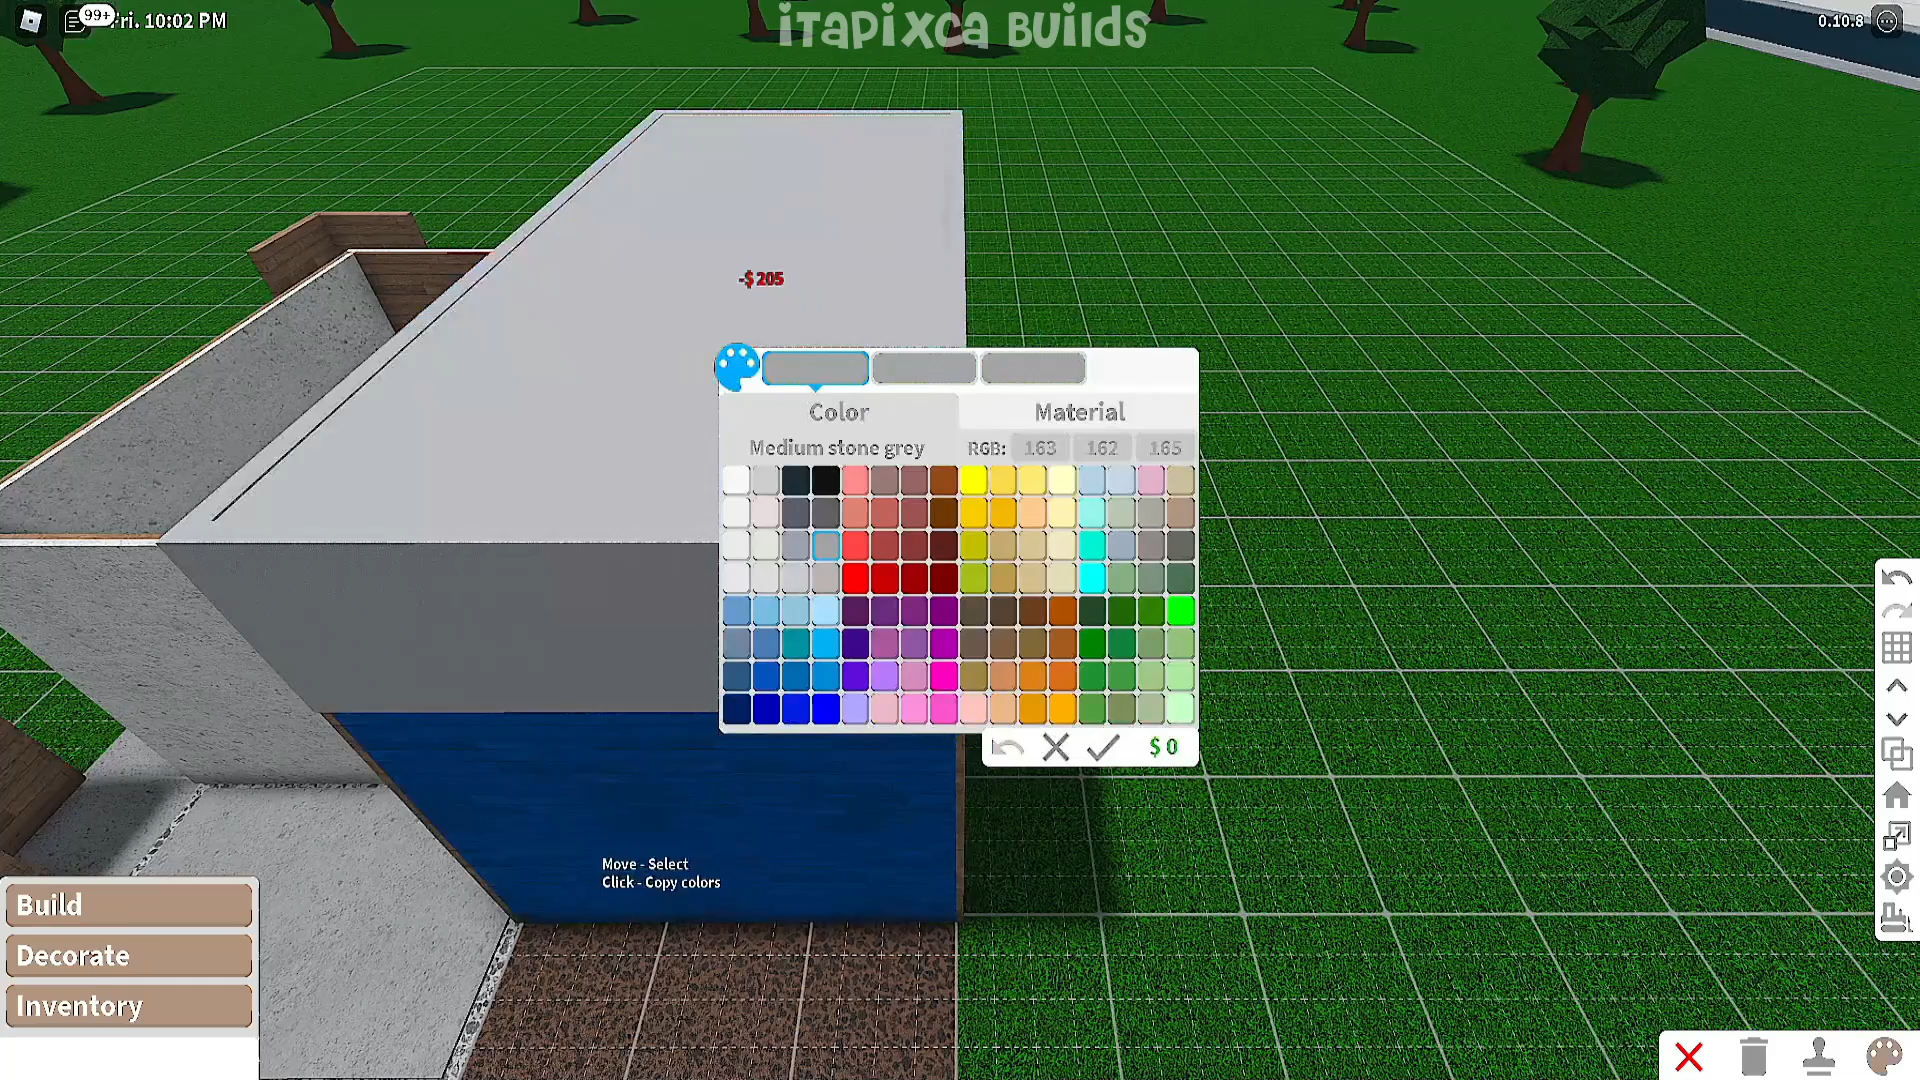 99+
Fri. 10:02 PM
iTapixca Builds
0.10.8
-$ 205
Color
Material
Medium stone grey
RGB: 163 162 165
$ 0
Move - Select
Click - Copy colors
Build
Decorate
Inventory